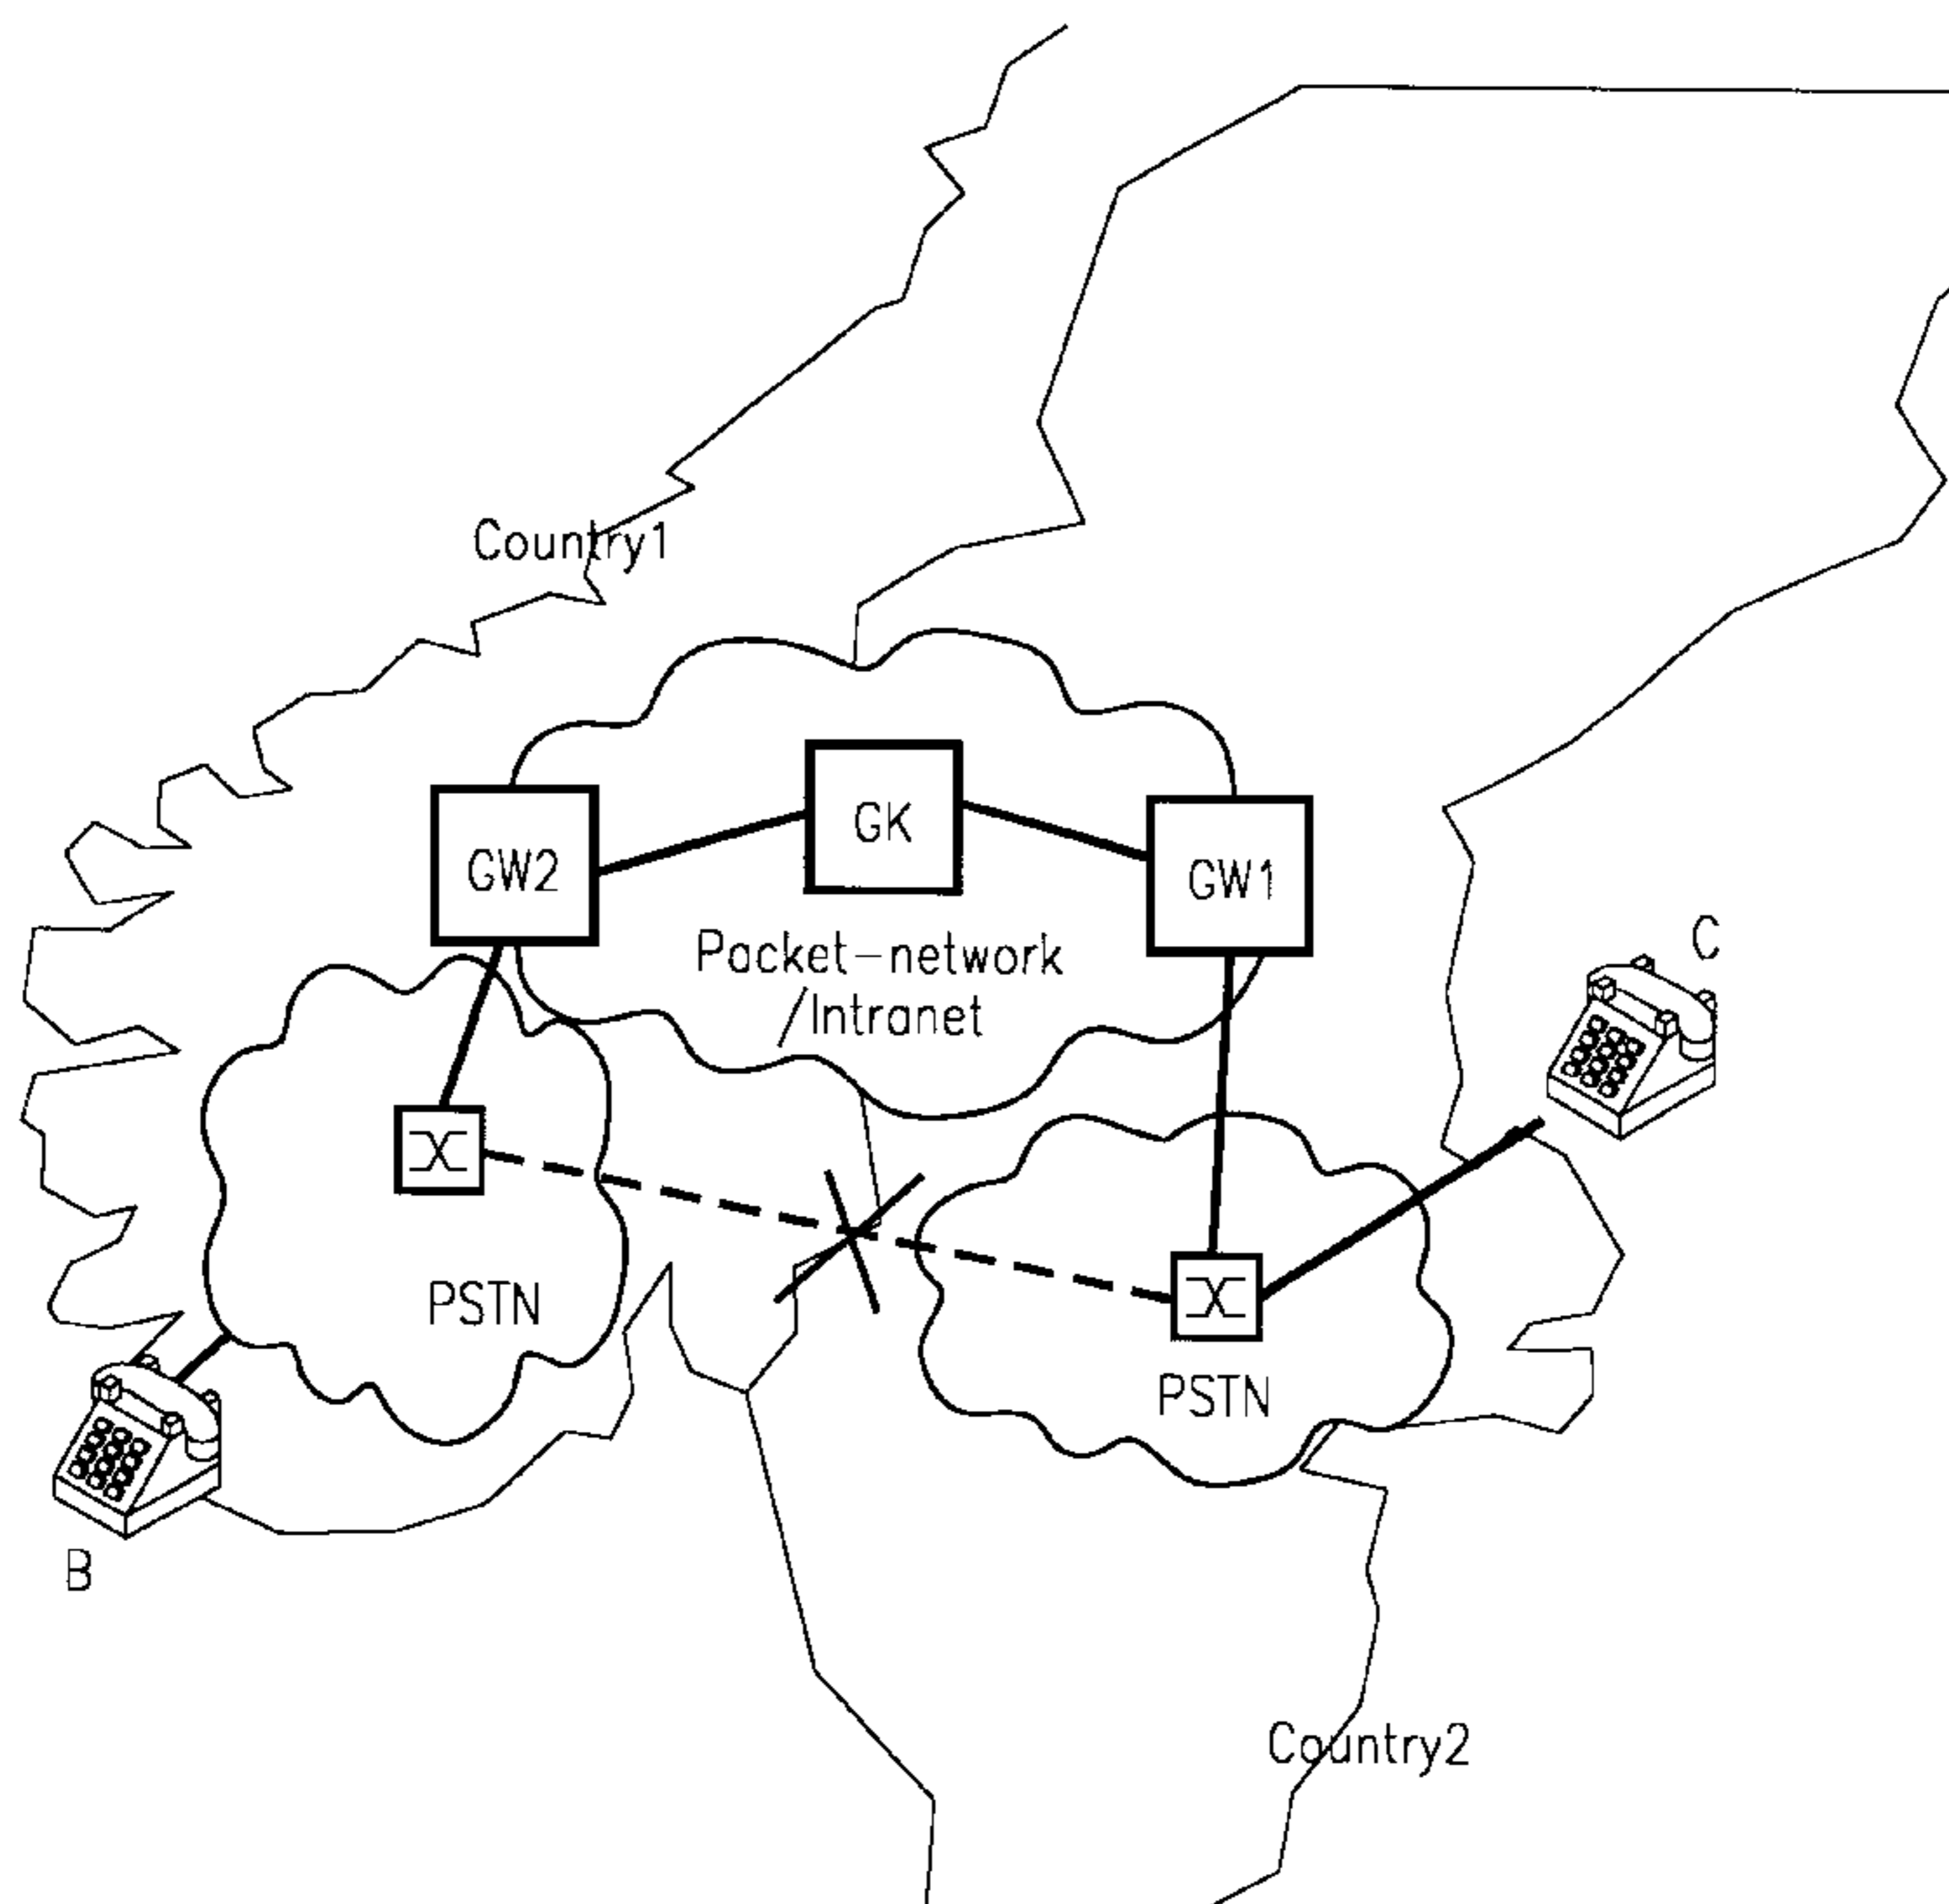 Country1
GK
GW2
GW1
Packet-network
/Intranet
C
PSTN
PSTN
B
Country2